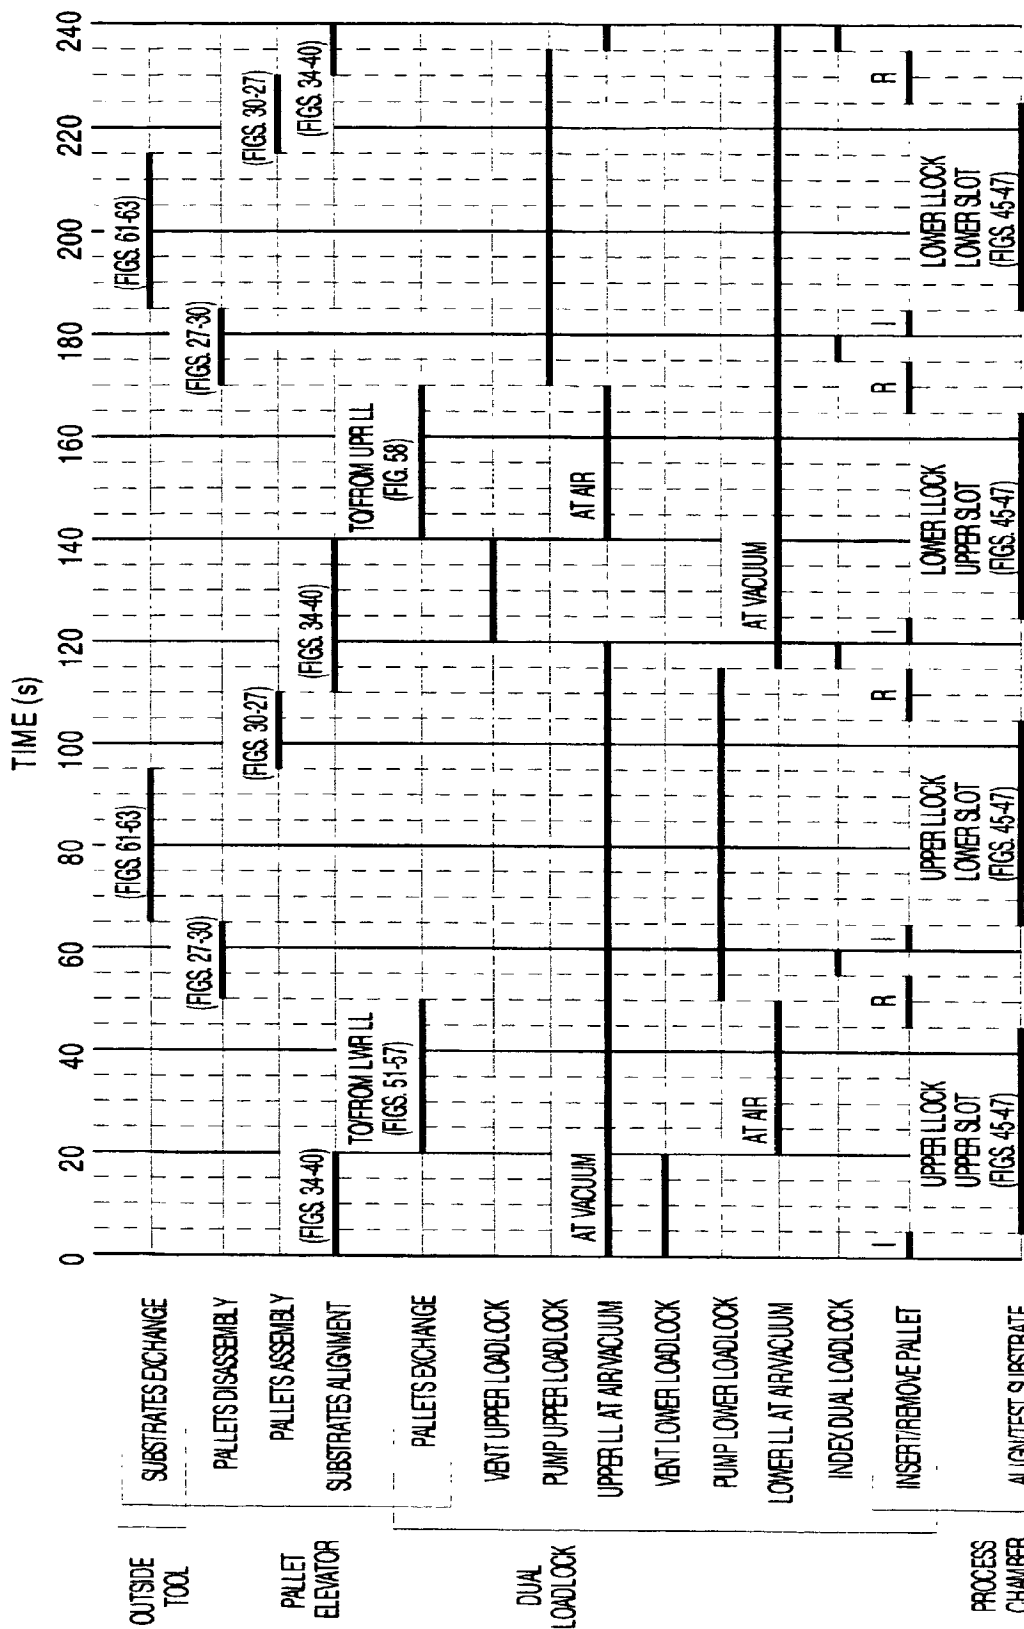 TIME (s)
0 20 40 60 80 100 120 140 160 180 200 220 240
OUTSIDE
TOOL
PALLET
ELEVATOR
DUAL
LOADLOCK
PROCESS
CHAMBER
SUBSTRATES EXCHANGE
(FIGS. 61-63)
(FIGS. 61-63)
PALLETS DISASSEMBLY
(FIGS. 27-30)
(FIGS. 27-30)
PALLETS ASSEMBLY
(FIGS. 30-27)
(FIGS. 30-27)
SUBSTRATES ALIGNMENT
(FIGS. 34-40)
(FIGS. 34-40)
(FIGS. 34-40)
PALLETS EXCHANGE
TO/FROM LWR LL
(FIGS. 51-57)
TO/FROM UPR LL
(FIG. 58)
VENT UPPER LOADLOCK
PUMP UPPER LOADLOCK
UPPER LL AT AIR/VACUUM
AT VACUUM
AT AIR
VENT LOWER LOADLOCK
PUMP LOWER LOADLOCK
LOWER LL AT AIR/VACUUM
AT AIR
AT VACUUM
INDEX DUAL LOADLOCK
INSERT/REMOVE PALLET
I R I R I R I R
ALIGN/TEST SUBSTRATE
UPPER LLOCK
UPPER SLOT
(FIGS. 45-47)
UPPER LLOCK
LOWER SLOT
(FIGS. 45-47)
LOWER LLOCK
UPPER SLOT
(FIGS. 45-47)
LOWER LLOCK
LOWER SLOT
(FIGS. 45-47)